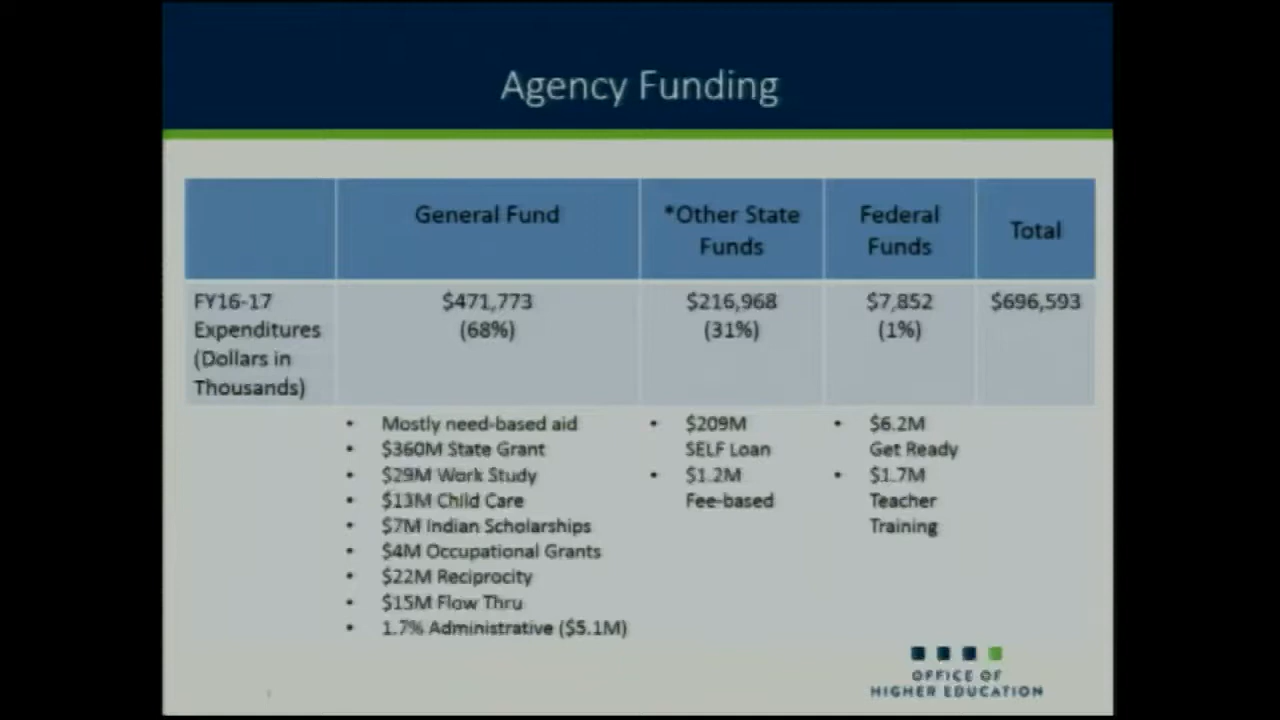 Agency Funding
General Fund
*Other State
Funds
Federal
Funds
Total
FY16-17
Expenditures
(Dollars in
Thousands)
$471,773
(68%)
$216,968
(31%)
$7,852
(1%)
$696,593
• Mostly need-based aid
• $360M State Grant
• $29M Work Study
• $13M Child Care
• $7M Indian Scholarships
• $4M Occupational Grants
• $22M Reciprocity
• $15M Flow Thru
• 1.7% Administrative ($5.1M)
• $209M
SELF Loan
• $1.2M
Fee-based
• $6.2M
Get Ready
• $1.7M
Teacher
Training
OFFICE OF
HIGHER EDUCATION